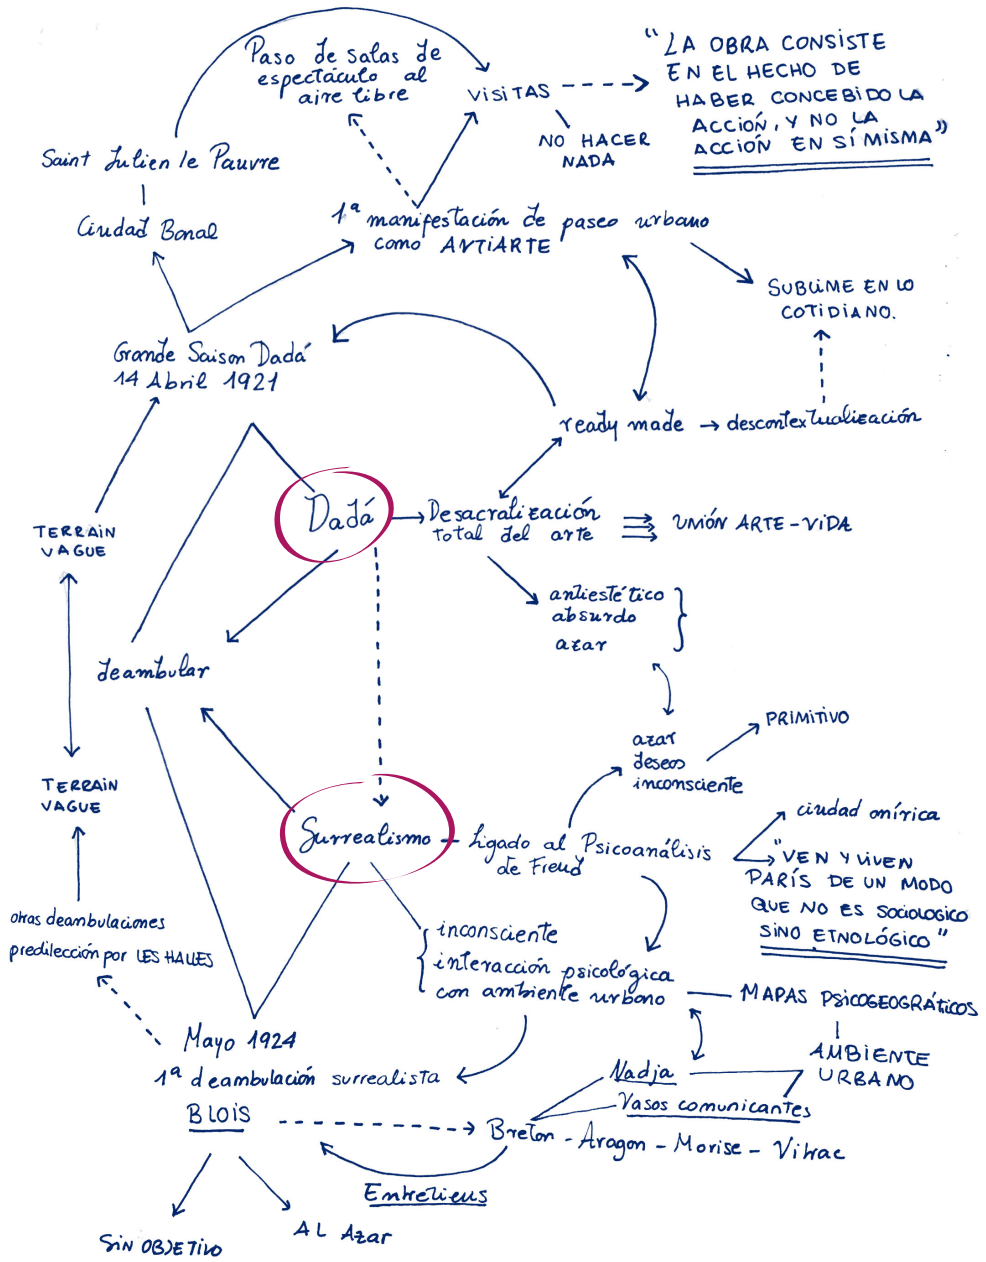 Paso de salas de
espectáculo al
aire libre
VISITAS
"LA OBRA CONSISTE
EN EL HECHO DE
HABER CONCEBIDO LA
ACCIÓN, Y NO LA
ACCIÓN EN SÍ MISMA"
NO HACER
NADA
Saint Julien le Pauvre
Ciudad Banal
1ª manifestación de paseo urbano
como ANTIARTE
SUBLIME EN LO
COTIDIANO.
Grande Saison Dadá
14 Abril 1921
ready made → descontextualización
Dadá
Desacralización
total del arte
UNIÓN ARTE-VIDA
TERRAIN
VAGUE
antiestético
absurdo
azar
deambular
PRIMITIVO
azar
deseos
inconsciente
TERRAIN
VAGUE
ciudad onírica
Surrealismo
ligado al Psicoanálisis
de Freud
"VEN Y VIVEN
PARÍS DE UN MODO
QUE NO ES SOCIOLOGICO
SINO ETNOLÓGICO"
otras deambulaciones
predilección por LES HALLES
inconsciente
interacción psicológica
con ambiente urbano
MAPAS PSICOGEOGRÁTICOS
AMBIENTE
URBANO
Mayo 1924
1ª deambulación surrealista
BLOIS
Nadja
Vasos comunicantes
Breton - Aragon - Morise - Vitrac
Entretiens
SIN OBJETIVO
AL Azar